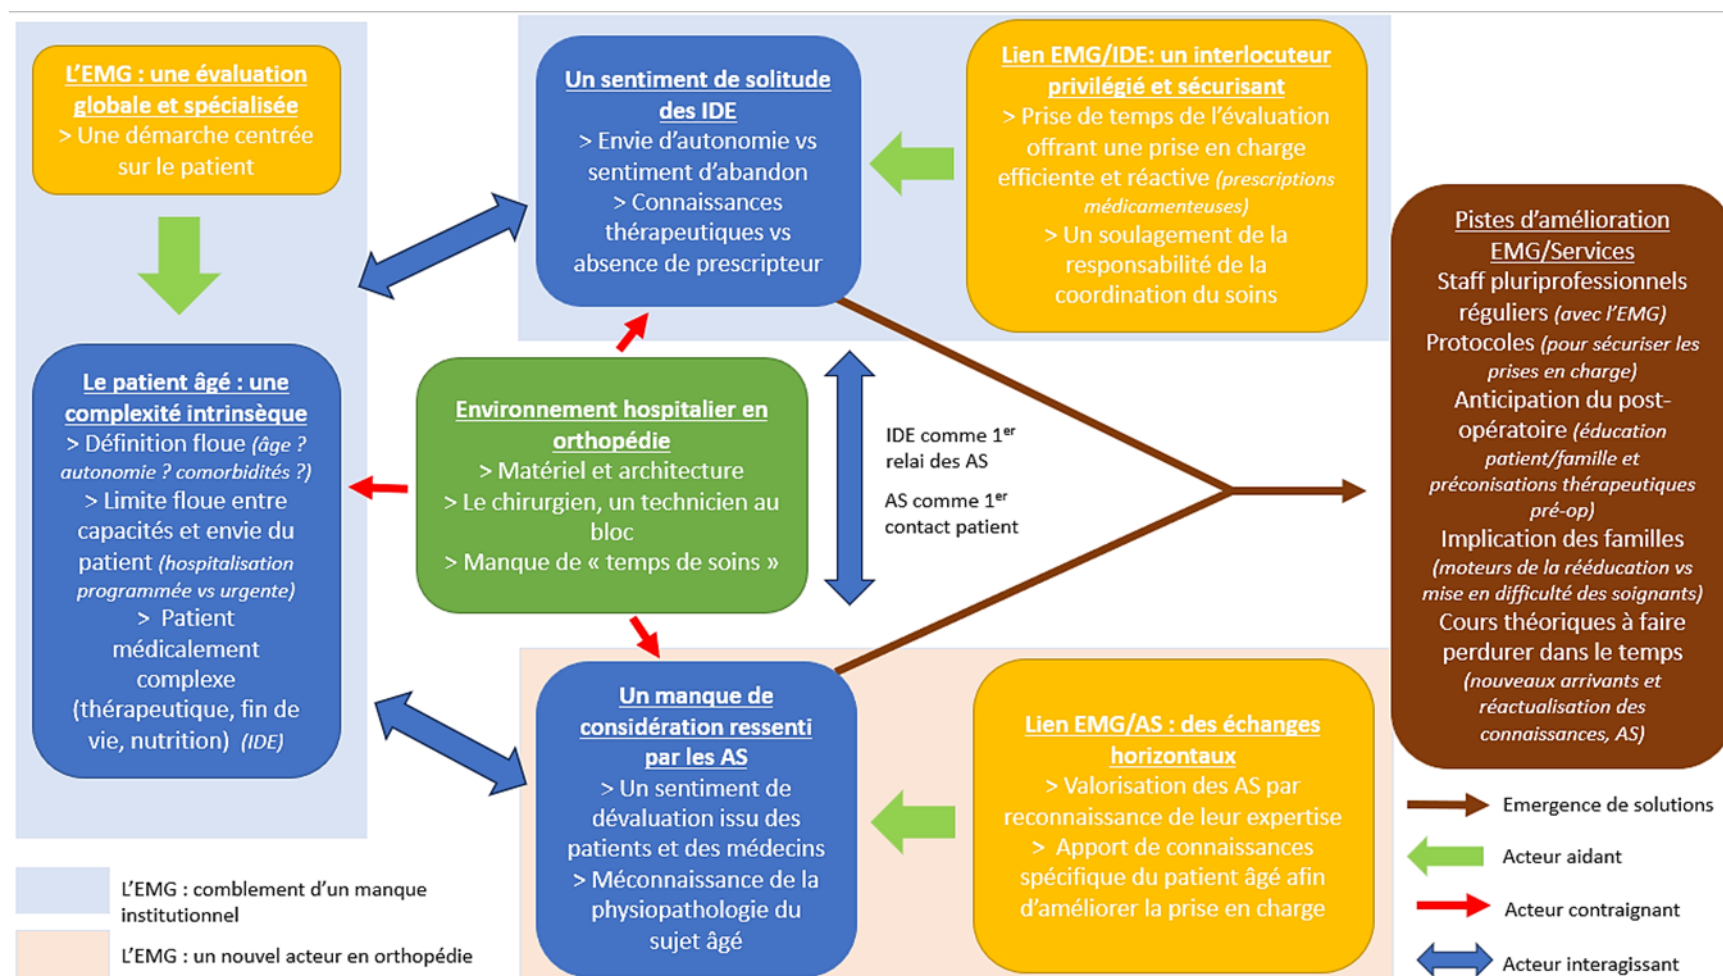 L’EMG : une évaluation
globale et spécialisée
> Une démarche centrée
sur le patient
Le patient âgé : une
complexité intrinsèque
> Définition floue (âge ?
autonomie ? comorbidités ?)
> Limite floue entre
capacités et envie du
patient (hospitalisation
programmée vs urgente)
> Patient
médicalement
complexe
(thérapeutique, fin de
vie, nutrition) (IDE)
Un sentiment de solitude
des IDE
> Envie d’autonomie vs
sentiment d’abandon
> Connaissances
thérapeutiques vs
absence de prescripteur
Lien EMG/IDE: un interlocuteur
privilégié et sécurisant
> Prise de temps de l’évaluation
offrant une prise en charge
efficiente et réactive (prescriptions
médicamenteuses)
> Un soulagement de la
responsabilité de la
coordination du soins
Environnement hospitalier en
orthopédie
> Matériel et architecture
> Le chirurgien, un technicien au
bloc
> Manque de « temps de soins »
IDE comme 1er
relai des AS
AS comme 1er
contact patient
Un manque de
considération ressenti
par les AS
> Un sentiment de
dévaluation issu des
patients et des médecins
> Méconnaissance de la
physiopathologie du
sujet âgé
Lien EMG/AS : des échanges
horizontaux
> Valorisation des AS par
reconnaissance de leur expertise
> Apport de connaissances
spécifique du patient âgé afin
d’améliorer la prise en charge
Pistes d’amélioration
EMG/Services
Staff pluriprofessionnels
réguliers (avec l’EMG)
Protocoles (pour sécuriser les
prises en charge)
Anticipation du post-
opératoire (éducation
patient/famille et
préconisations thérapeutiques
pré-op)
Implication des familles
(moteurs de la rééducation vs
mise en difficulté des soignants)
Cours théoriques à faire
perdurer dans le temps
(nouveaux arrivants et
réactualisation des
connaissances, AS)
L’EMG : comblement d’un manque
institutionnel
L’EMG : un nouvel acteur en orthopédie
Emergence de solutions
Acteur aidant
Acteur contraignant
Acteur interagissant